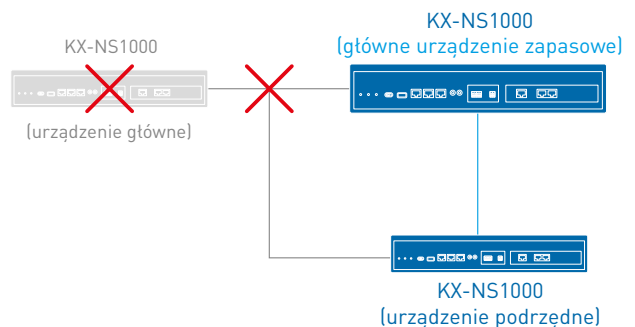 KX-NS1000
(urządzenie główne)
KX-NS1000
(główne urządzenie zapasowe)
KX-NS1000
(urządzenie podrzędne)